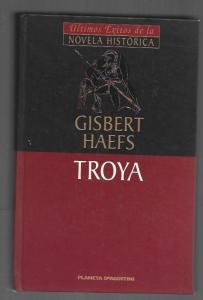 Últimos Éxitos de la
NOVELA HISTÓRICA
GISBERT
HAEFS
TROYA
PLANETA DEAGOSTINI